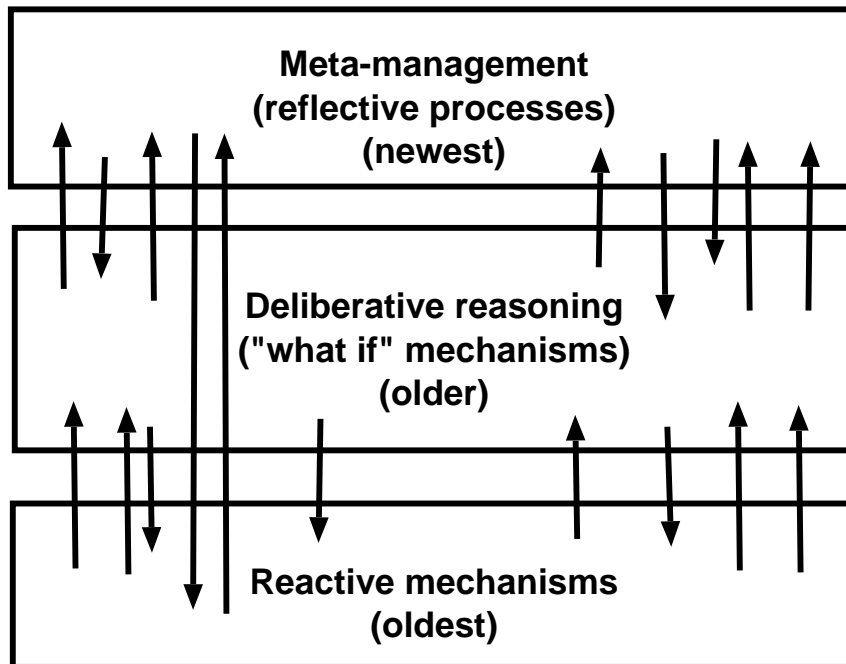 Meta-management
(reflective processes)
(newest)
Deliberative reasoning
("what if" mechanisms)
(older)
Reactive mechanisms
(oldest)